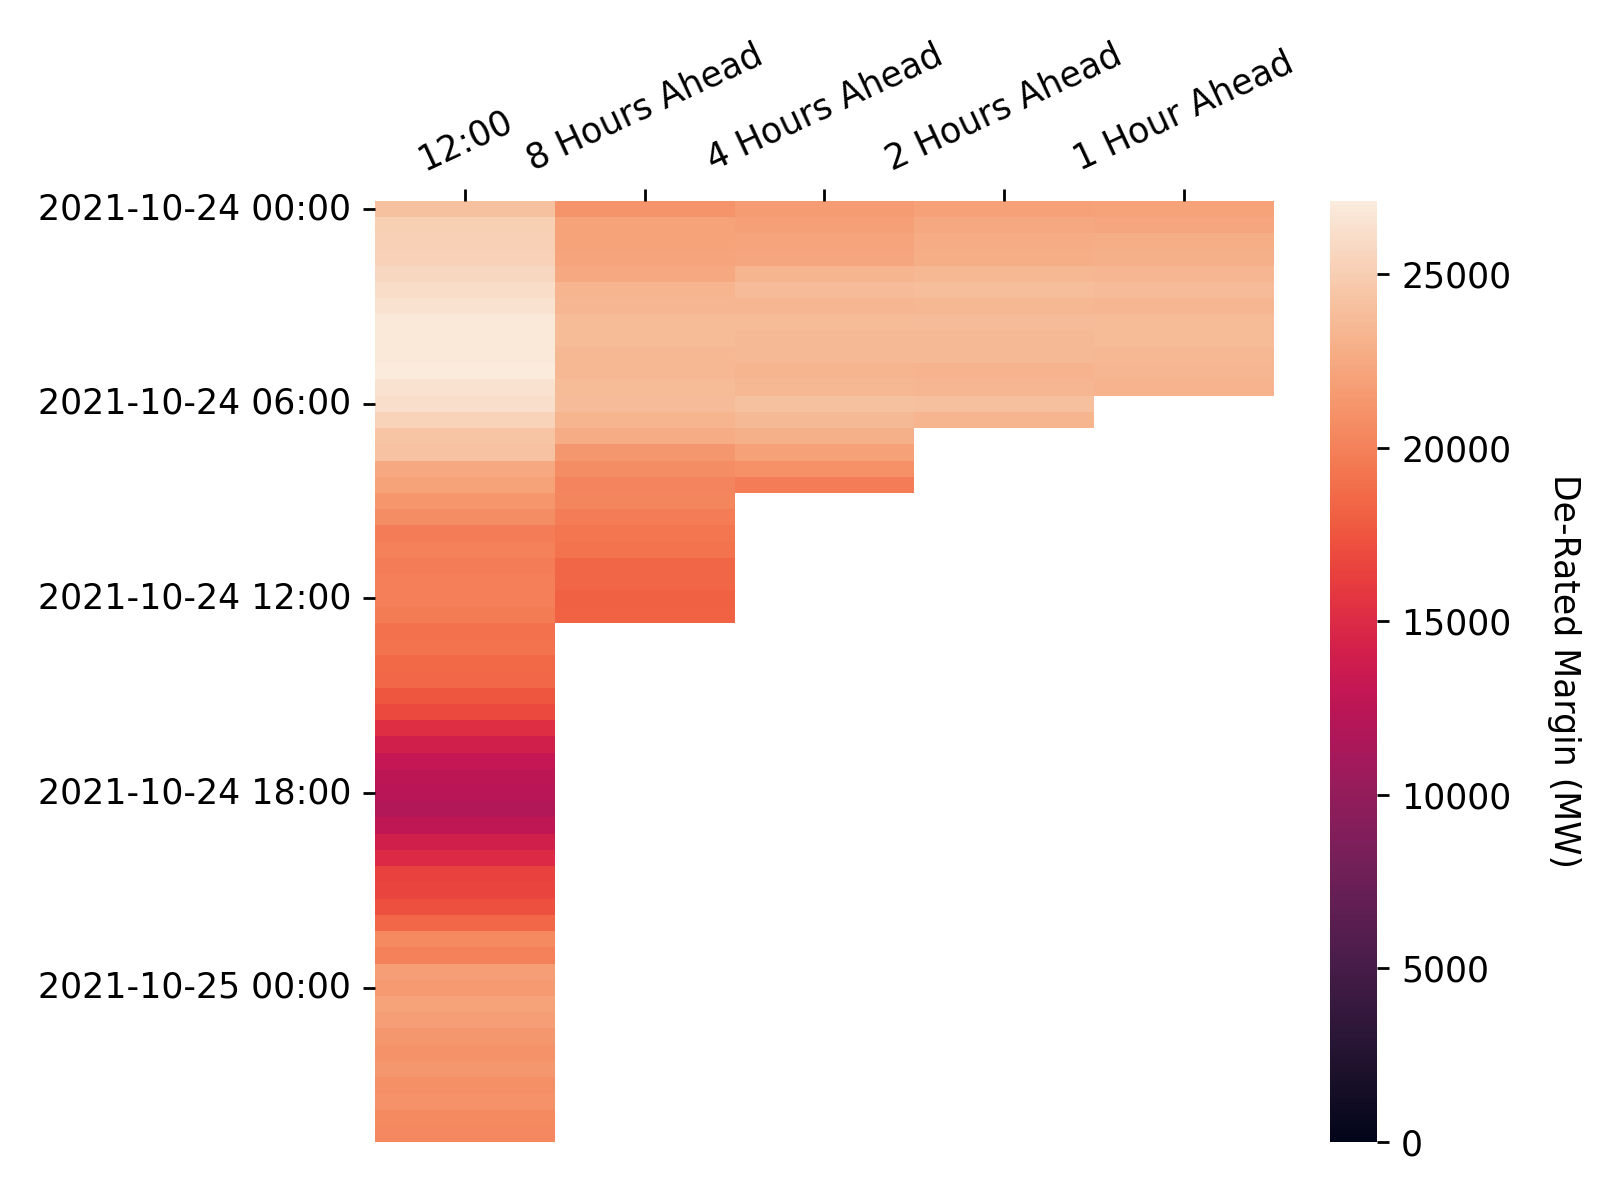 12:00
8 Hours Ahead
4 Hours Ahead
2 Hours Ahead
1 Hour Ahead
2021-10-24 00:00
2021-10-24 06:00
2021-10-24 12:00
2021-10-24 18:00
2021-10-25 00:00
25000
20000
15000
10000
5000
0
De-Rated Margin (MW)